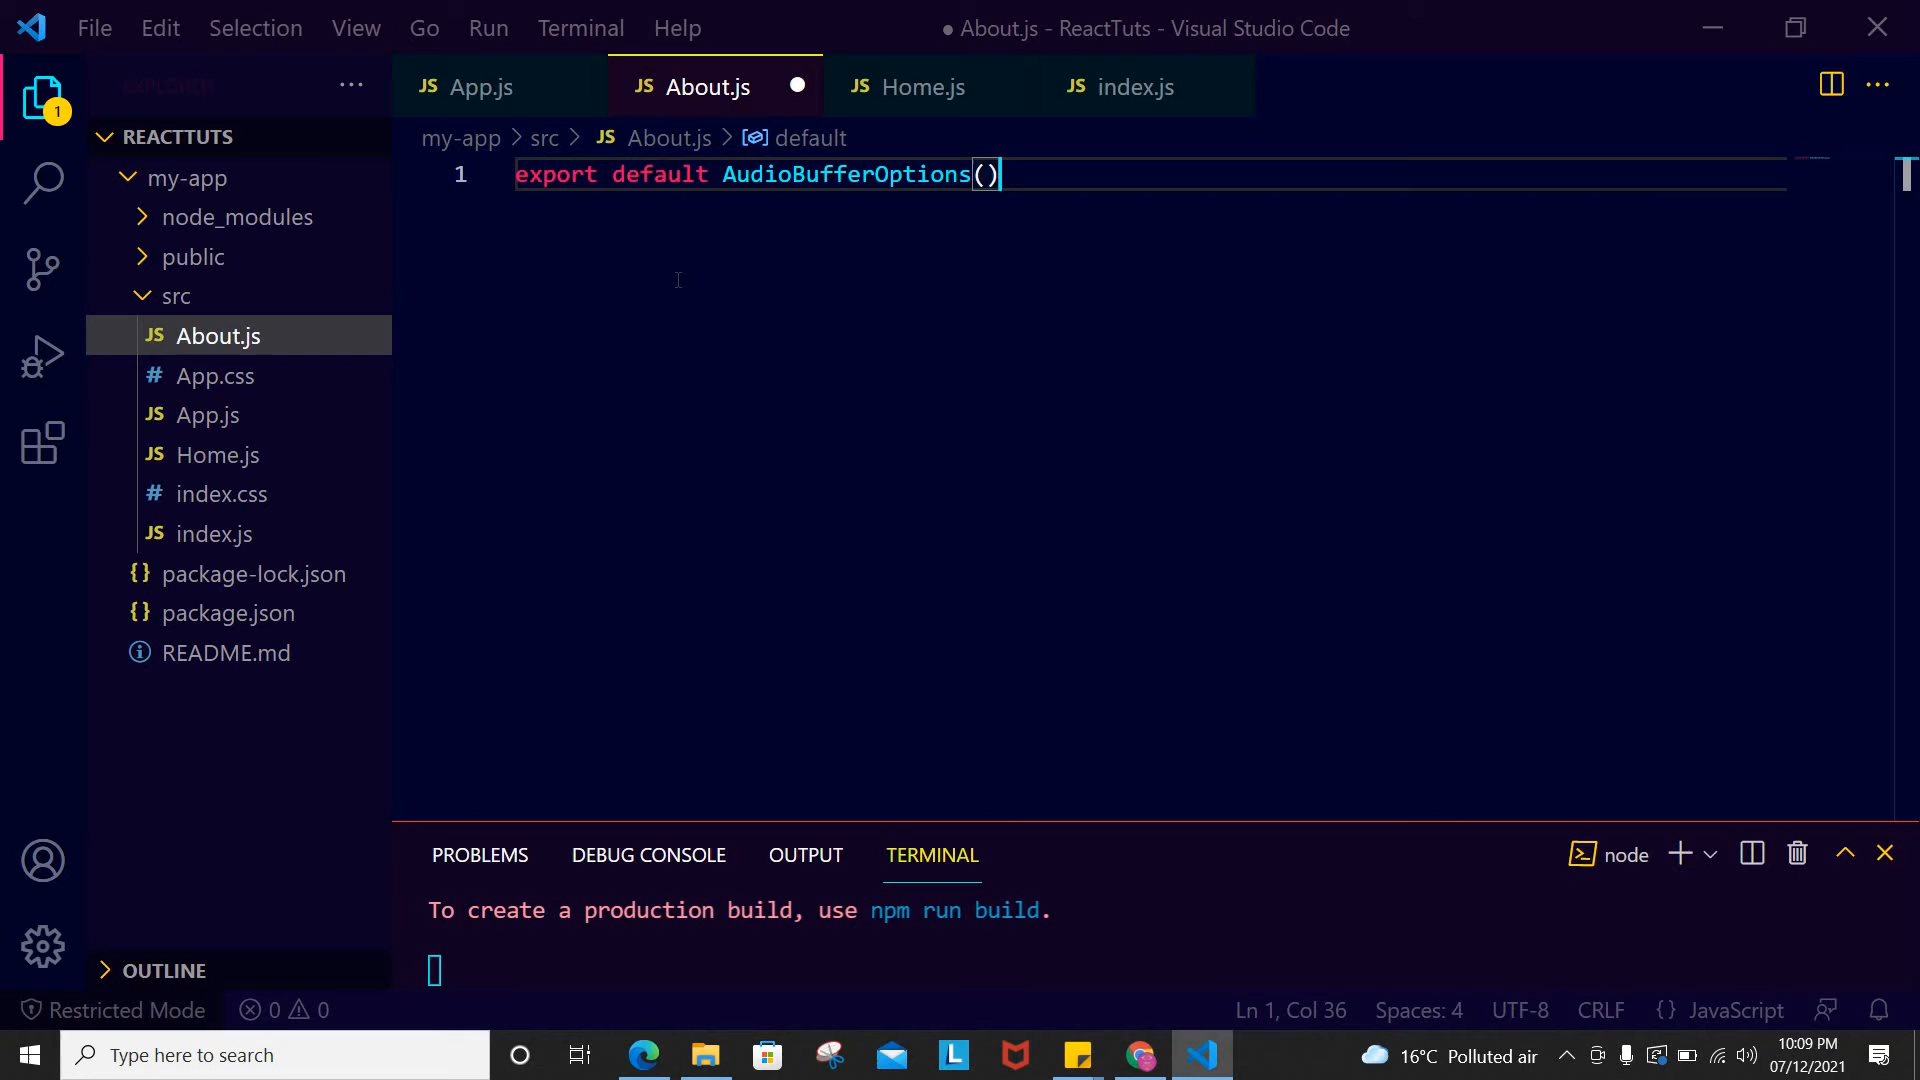 File Edit Selection View Go Run Terminal Help ● About.js - ReactTuts - Visual Studio Code
EXPLORER ...
JS App.js JS About.js JS Home.js JS index.js ...
1
REACTTUTS
my-app > src > JS About.js > default
my-app
1 export default AudioBufferOptions()
node_modules
public
src
JS About.js
# App.css
JS App.js
JS Home.js
# index.css
JS index.js
{} package-lock.json
{} package.json
README.md
PROBLEMS DEBUG CONSOLE OUTPUT TERMINAL node
To create a production build, use npm run build.
OUTLINE
Restricted Mode 0 0 Ln 1, Col 36 Spaces: 4 UTF-8 CRLF {} JavaScript
Type here to search L 16°C Polluted air 10:09 PM
07/12/2021